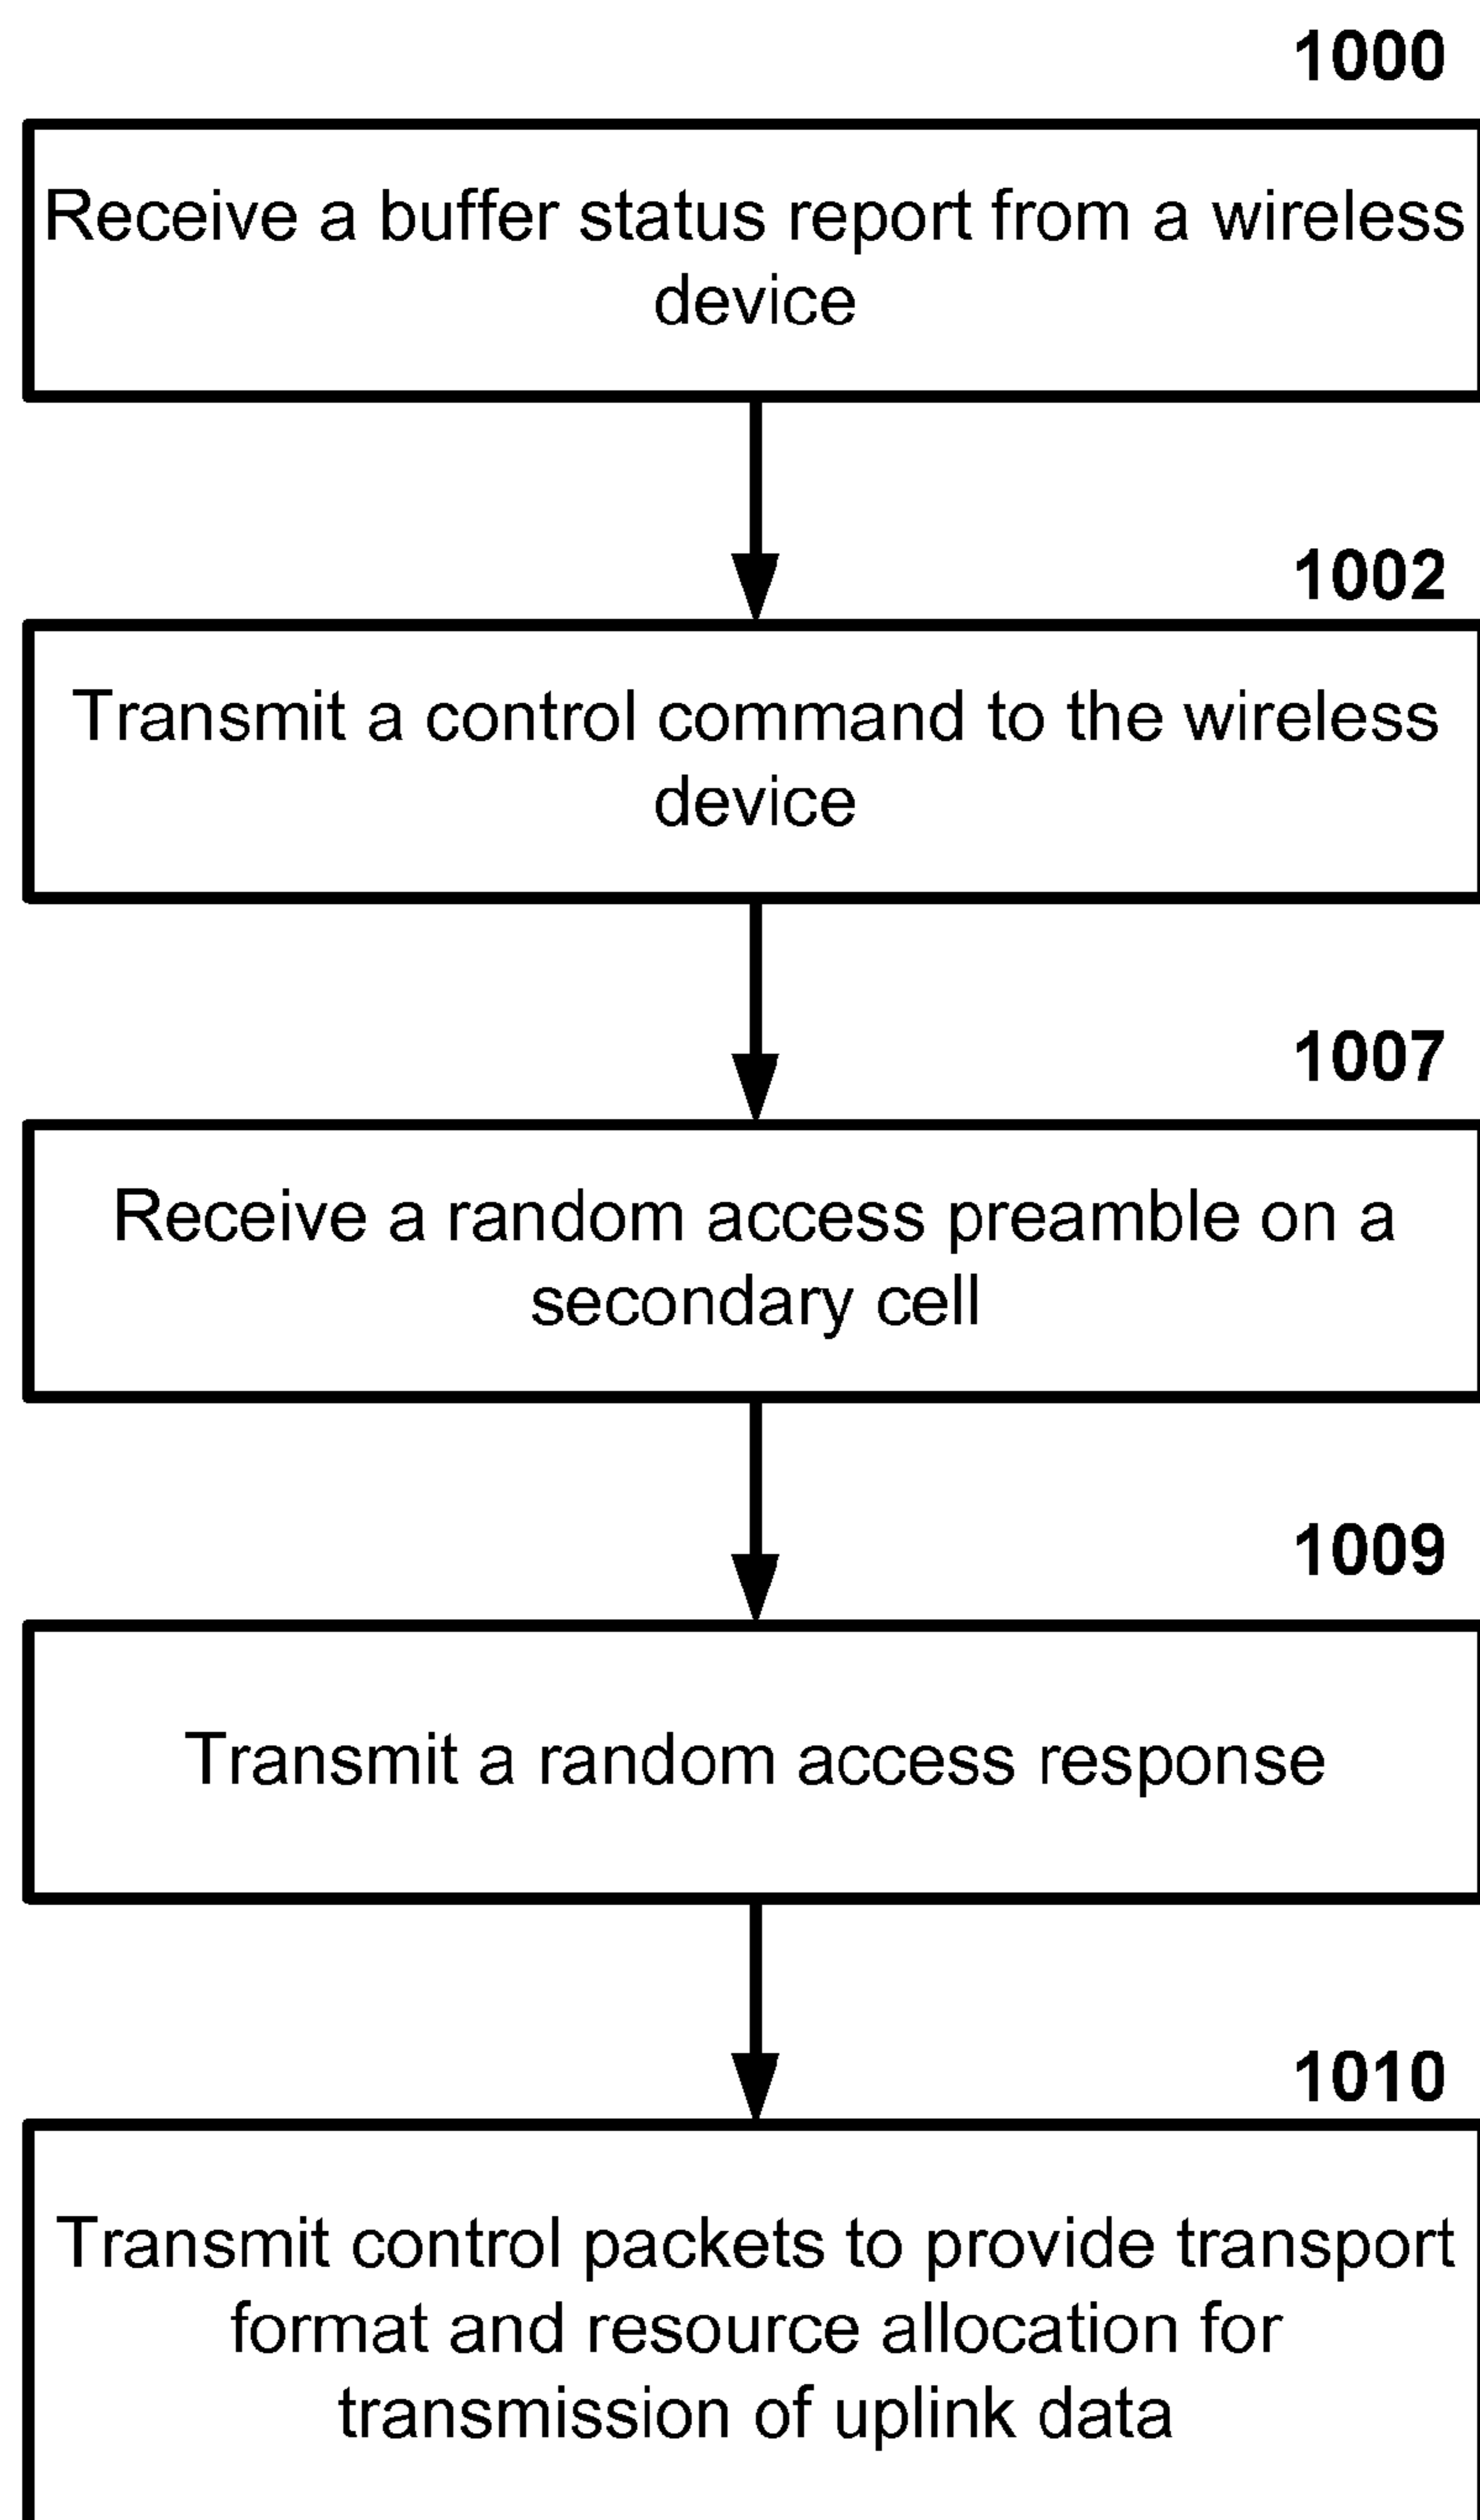 1000
Receive a buffer status report from a wireless
device
1002
Transmit a control command to the wireless
device
1007
Receive a random access preamble on a
secondary cell
1009
Transmit a random access response
1010
Transmit control packets to provide transport
format and resource allocation for
transmission of uplink data